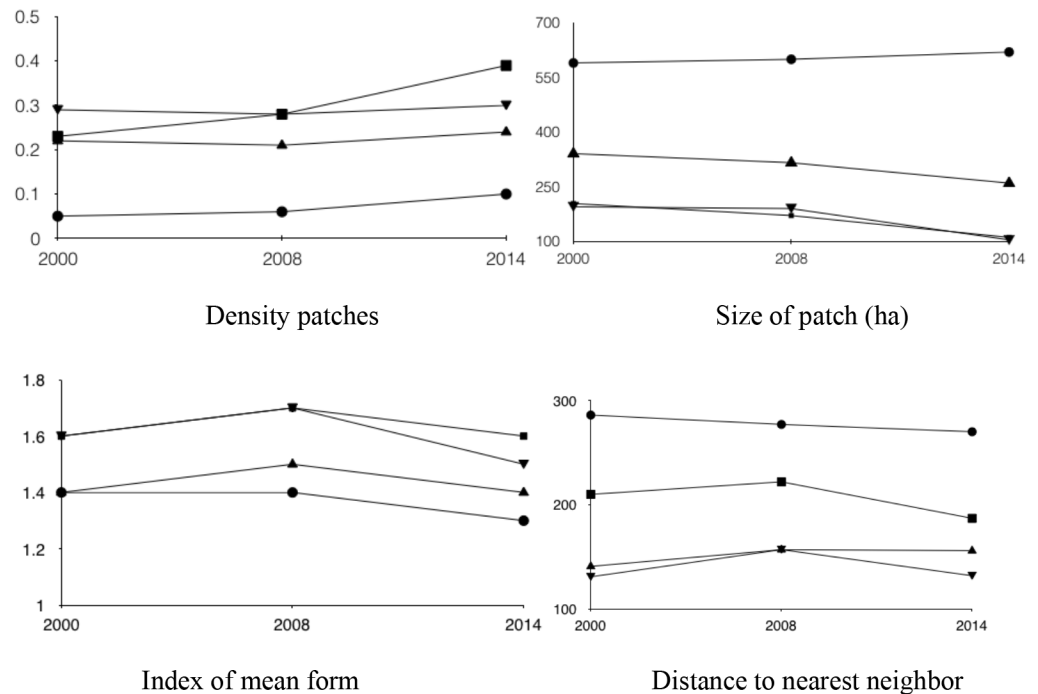 0.5
0.4
0.3
0.2
0.1
0
2000 2008 2014
Density patches
700
550
400
250
100
2000 2008 2014
Size of patch (ha)
1.8
1.6
1.4
1.2
1
2000 2008 2014
Index of mean form
300
200
100
2000 2008 2014
Distance to nearest neighbor